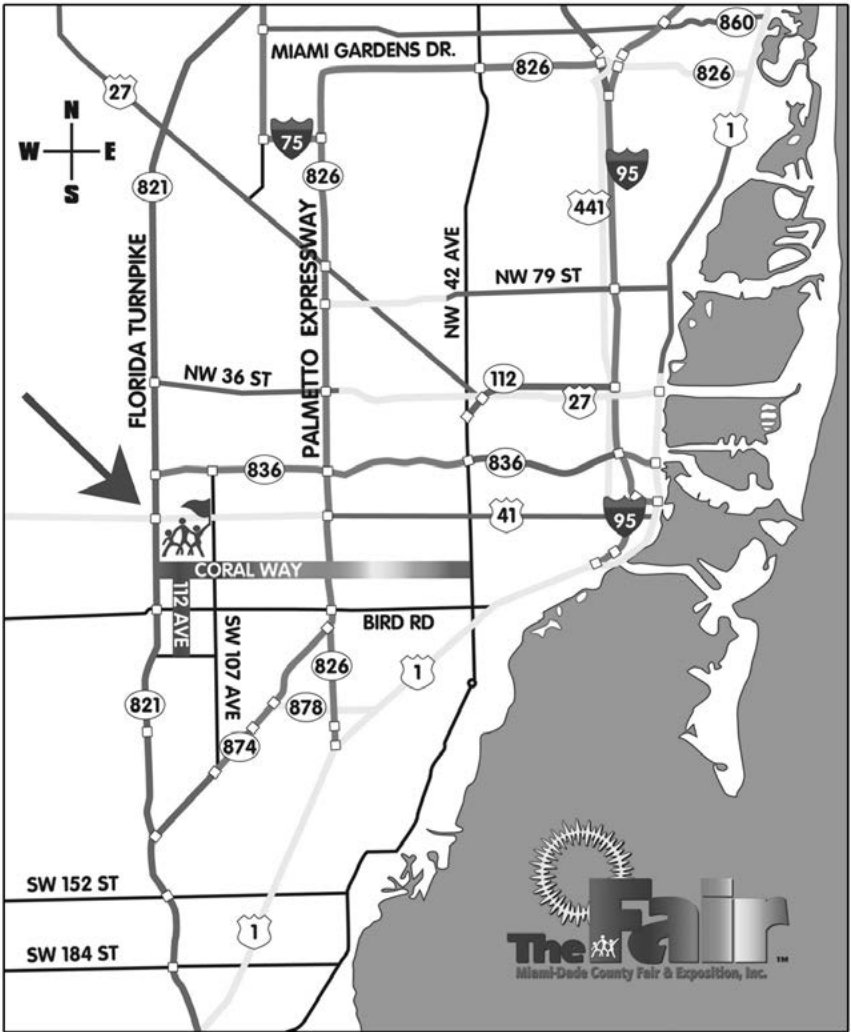 860
MIAMI GARDENS DR.
826
826
27
N
W E
S
75
1
821
826
95
441
FLORIDA TURNPIKE
PALMETTO EXPRESSWAY
NW 42 AVE
NW 79 ST
NW 36 ST
112
27
836
836
41
95
CORAL WAY
112 AVE
SW 107 AVE
BIRD RD
826
1
821
878
874
SW 152 ST
1
SW 184 ST
The Fair ™
Miami-Dade County Fair & Exposition, Inc.